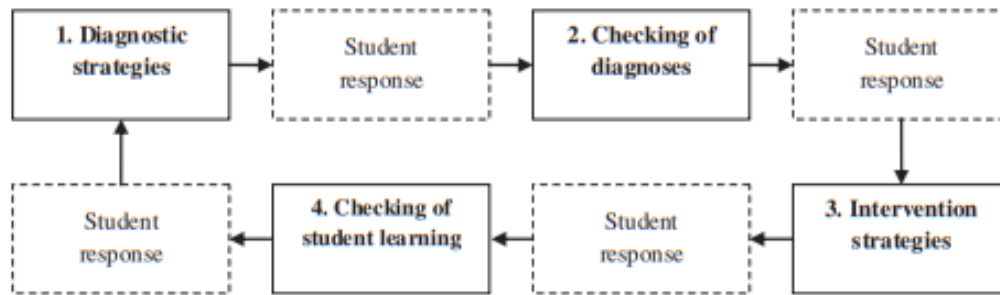 1. Diagnostic
strategies
Student
response
2. Checking of
diagnoses
Student
response
3. Intervention
strategies
Student
response
4. Checking of
student learning
Student
response